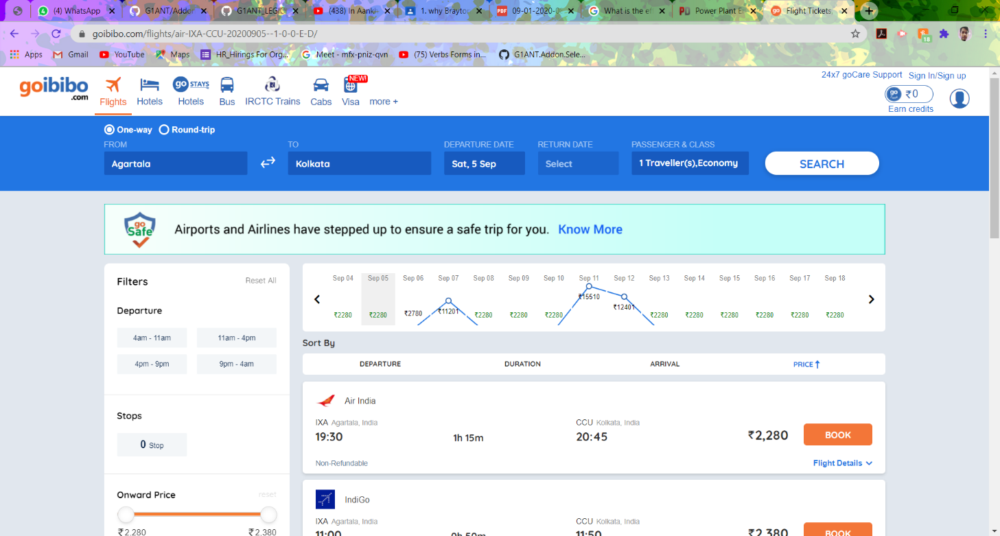 (4) WhatsApp
G1ANT/Addon
G1ANT_LEGIC
(438) In Aankh
1. why Brayton
PDF 09-01-2020-0
What is the ef
PD Power Plant En
go Flight Tickets,
goibibo.com/flights/air-IXA-CCU-20200905--1-0-0-E-D/
18
Apps Gmail YouTube Maps HR_Hirings For Org... Meet - mfx-pniz-qvn (75) Verbs Forms in... G1ANT.Addon.Sele...
24x7 goCare Support Sign In/Sign up
goibibo
.com
NEW!
go STAYS
Flights Hotels Hotels Bus IRCTC Trains Cabs Visa more +
go ₹0
Earn credits
One-way Round-trip
FROM TO DEPARTURE DATE RETURN DATE PASSENGER & CLASS
Agartala Kolkata Sat, 5 Sep Select 1 Traveller(s),Economy SEARCH
go
Safe
Airports and Airlines have stepped up to ensure a safe trip for you. Know More
Filters Reset All
Departure
4am - 11am 11am - 4pm
4pm - 9pm 9pm - 4am
Stops
0 Stop
Onward Price reset
₹2,280 ₹2,380
Sep 04 Sep 05 Sep 06 Sep 07 Sep 08 Sep 09 Sep 10 Sep 11 Sep 12 Sep 13 Sep 14 Sep 15 Sep 16 Sep 17 Sep 18
₹2280 ₹2280 ₹2780 ₹11201 ₹2280 ₹2280 ₹2280 ₹15510 ₹12401 ₹2280 ₹2280 ₹2280 ₹2280 ₹2280 ₹2280
Sort By
DEPARTURE DURATION ARRIVAL PRICE
Air India
IXA Agartala, India CCU Kolkata, India
19:30 1h 15m 20:45 ₹2,280 BOOK
Non-Refundable Flight Details
IndiGo
IXA Agartala, India CCU Kolkata, India
11:00 0h 50m 11:50 ₹2,380 BOOK